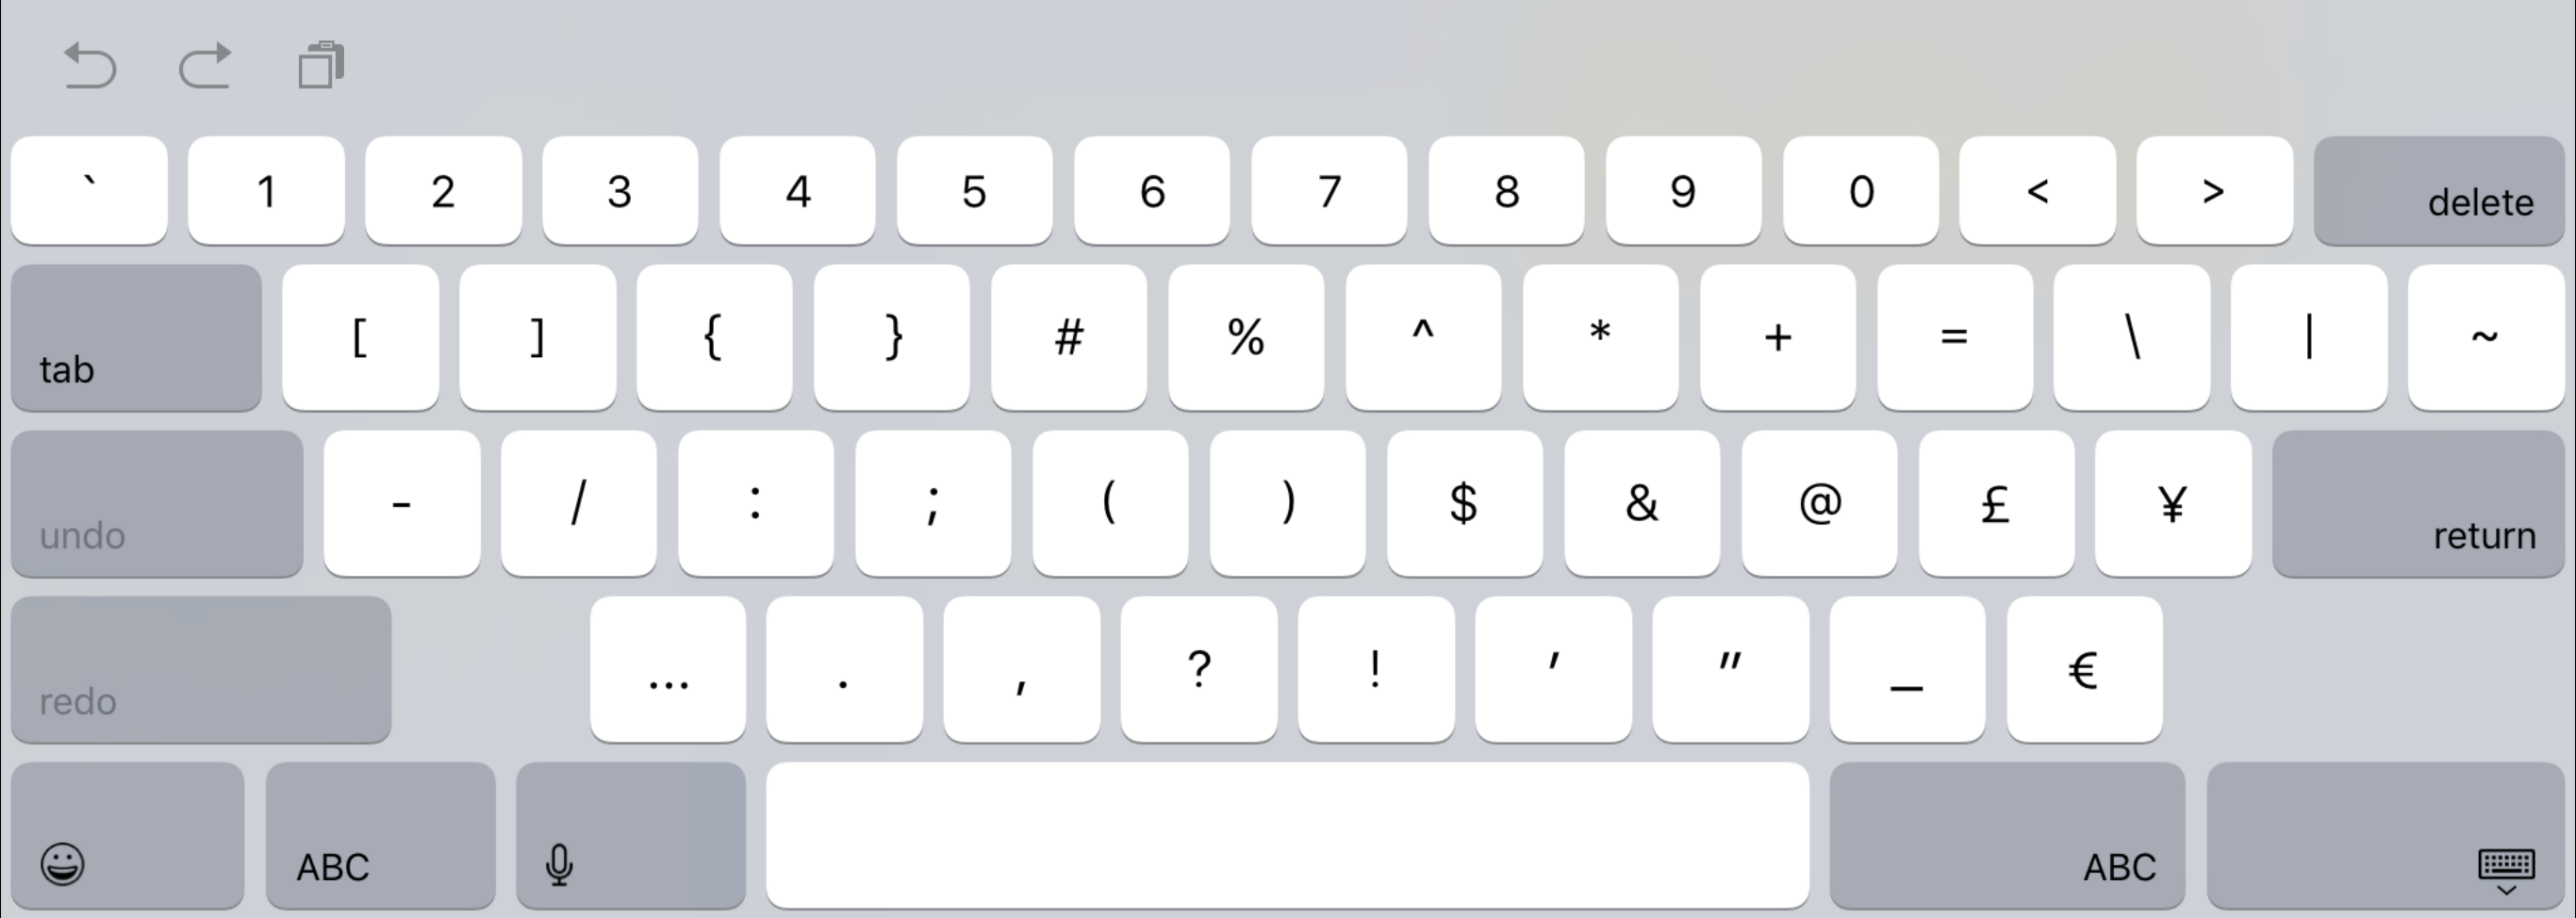 ` 1 2 3 4 5 6 7 8 9 0 < > delete
tab [ ] { } # % ^ * + = \ | ~
undo - / : ; ( ) $ & @ £ ¥ return
redo … . , ? ! ' " _ €
ABC ABC